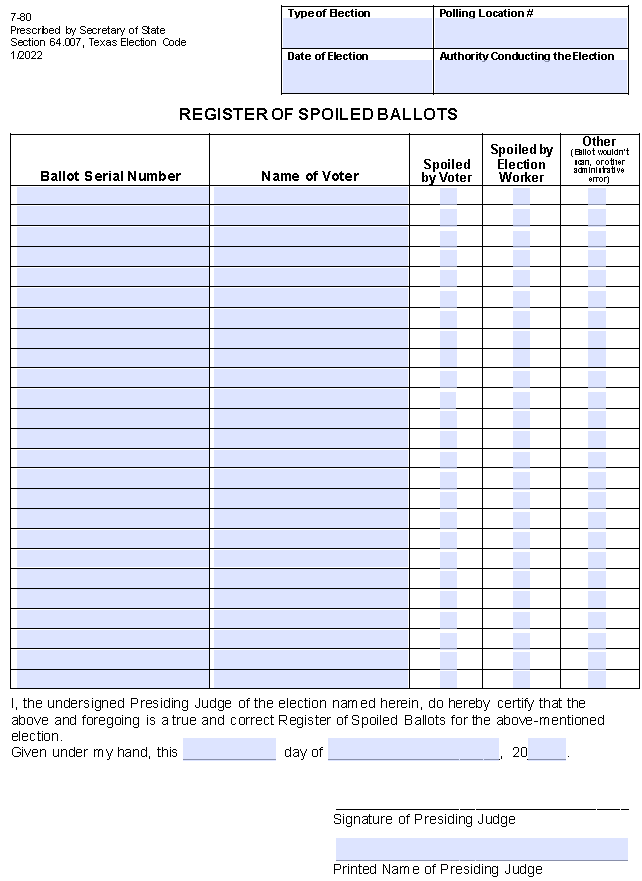 7-80
Prescribed by Secretary of State
Section 64.007, Texas Election Code
1/2022
Type of Election
Polling Location #
Date of Election
Authority Conducting the Election
REGISTER OF SPOILED BALLOTS
Ballot Serial Number
Name of Voter
Spoiled
by Voter
Spoiled by
Election
Worker
Other
(Ballot wouldn't
scan, or other
administrative
error)
I, the undersigned Presiding Judge of the election named herein, do hereby certify that the
above and foregoing is a true and correct Register of Spoiled Ballots for the above-mentioned
election.
Given under my hand, this day of , 20 .
Signature of Presiding Judge
Printed Name of Presiding Judge